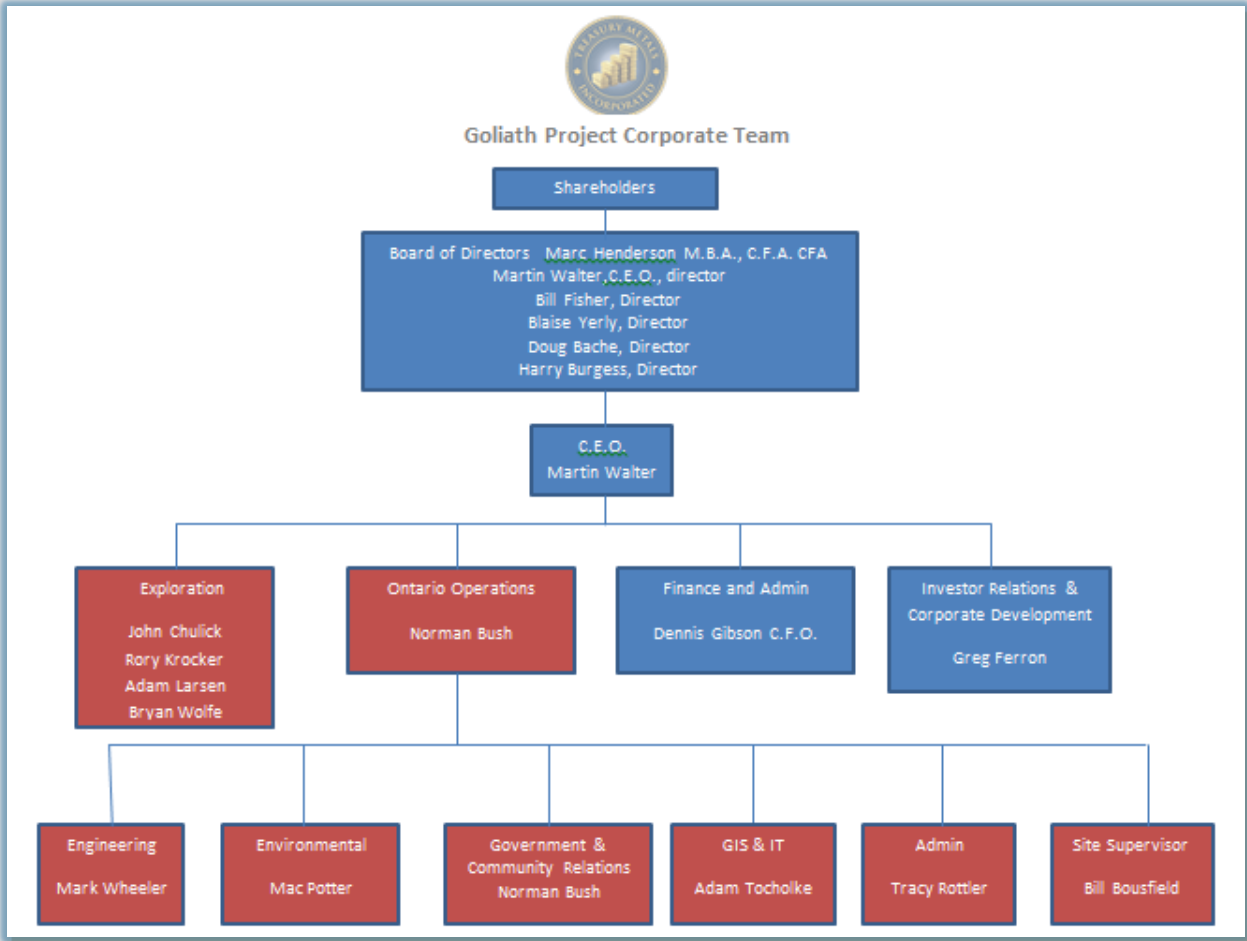 TREASURY METALS
INCORPORATED
Goliath Project Corporate Team
Shareholders
Board of Directors Marc Henderson M.B.A., C.F.A. CFA
Martin Walter,C.E.O., director
Bill Fisher, Director
Blaise Yerly, Director
Doug Bache, Director
Harry Burgess, Director
C.E.O.
Martin Walter
Exploration
John Chulick
Rory Krocker
Adam Larsen
Bryan Wolfe
Ontario Operations
Norman Bush
Finance and Admin
Dennis Gibson C.F.O.
Investor Relations &
Corporate Development
Greg Ferron
Engineering
Mark Wheeler
Environmental
Mac Potter
Government &
Community Relations
Norman Bush
GIS & IT
Adam Tocholke
Admin
Tracy Rottler
Site Supervisor
Bill Bousfield